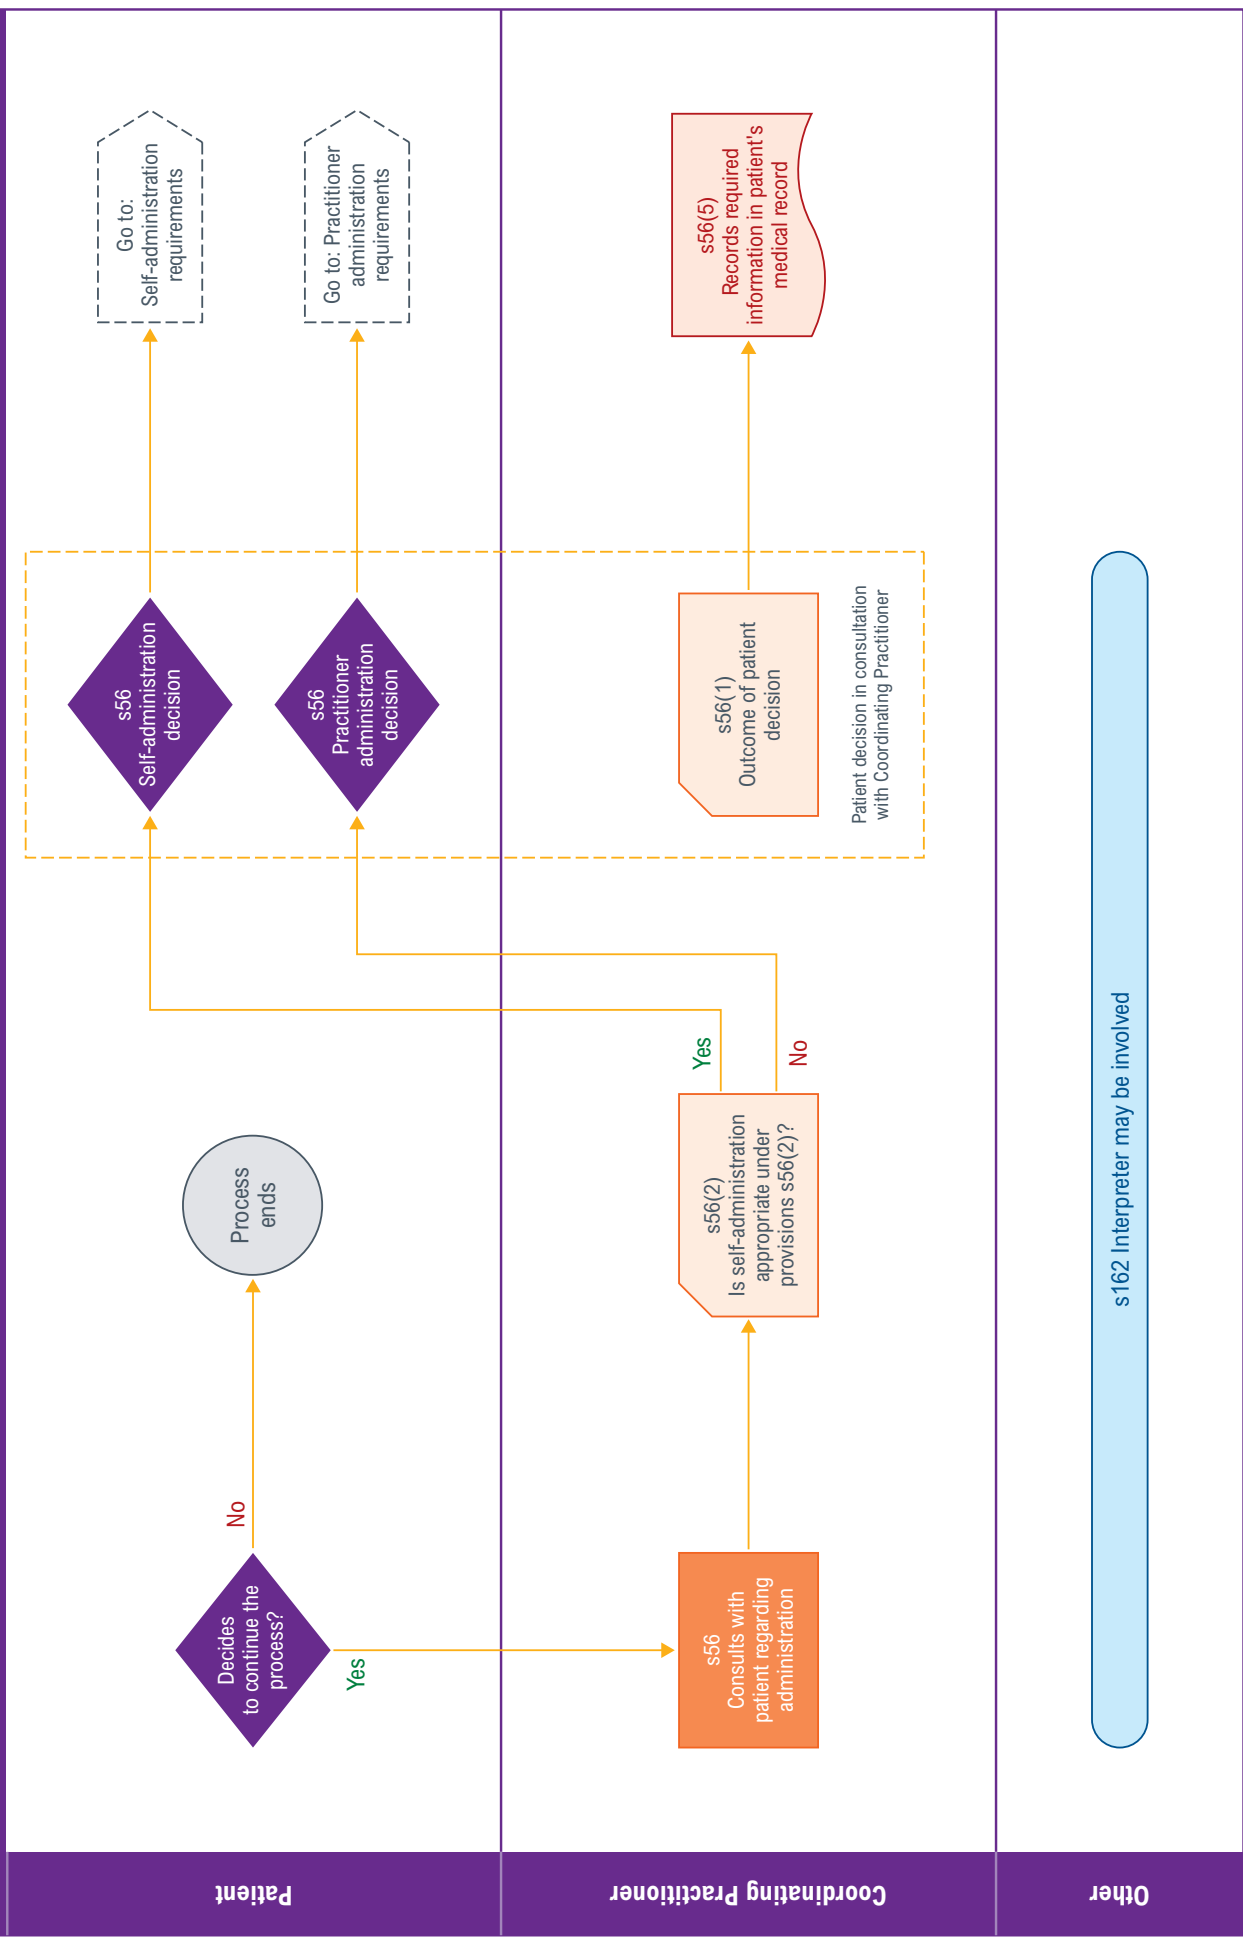 Patient
Decides
to continue the
process?
No
Yes
Process
ends
s56
Self-administration
decision
s56
Practitioner
administration
decision
Go to:
Self-administration
requirements
Go to: Practitioner
administration
requirements
Coordinating Practitioner
s56
Consults with
patient regarding
administration
s56(2)
Is self-administration
appropriate under
provisions s56(2)?
Yes
No
s56(1)
Outcome of patient
decision
Patient decision in consultation
with Coordinating Practitioner
s56(5)
Records required
information in patient's
medical record
Other
s162 Interpreter may be involved